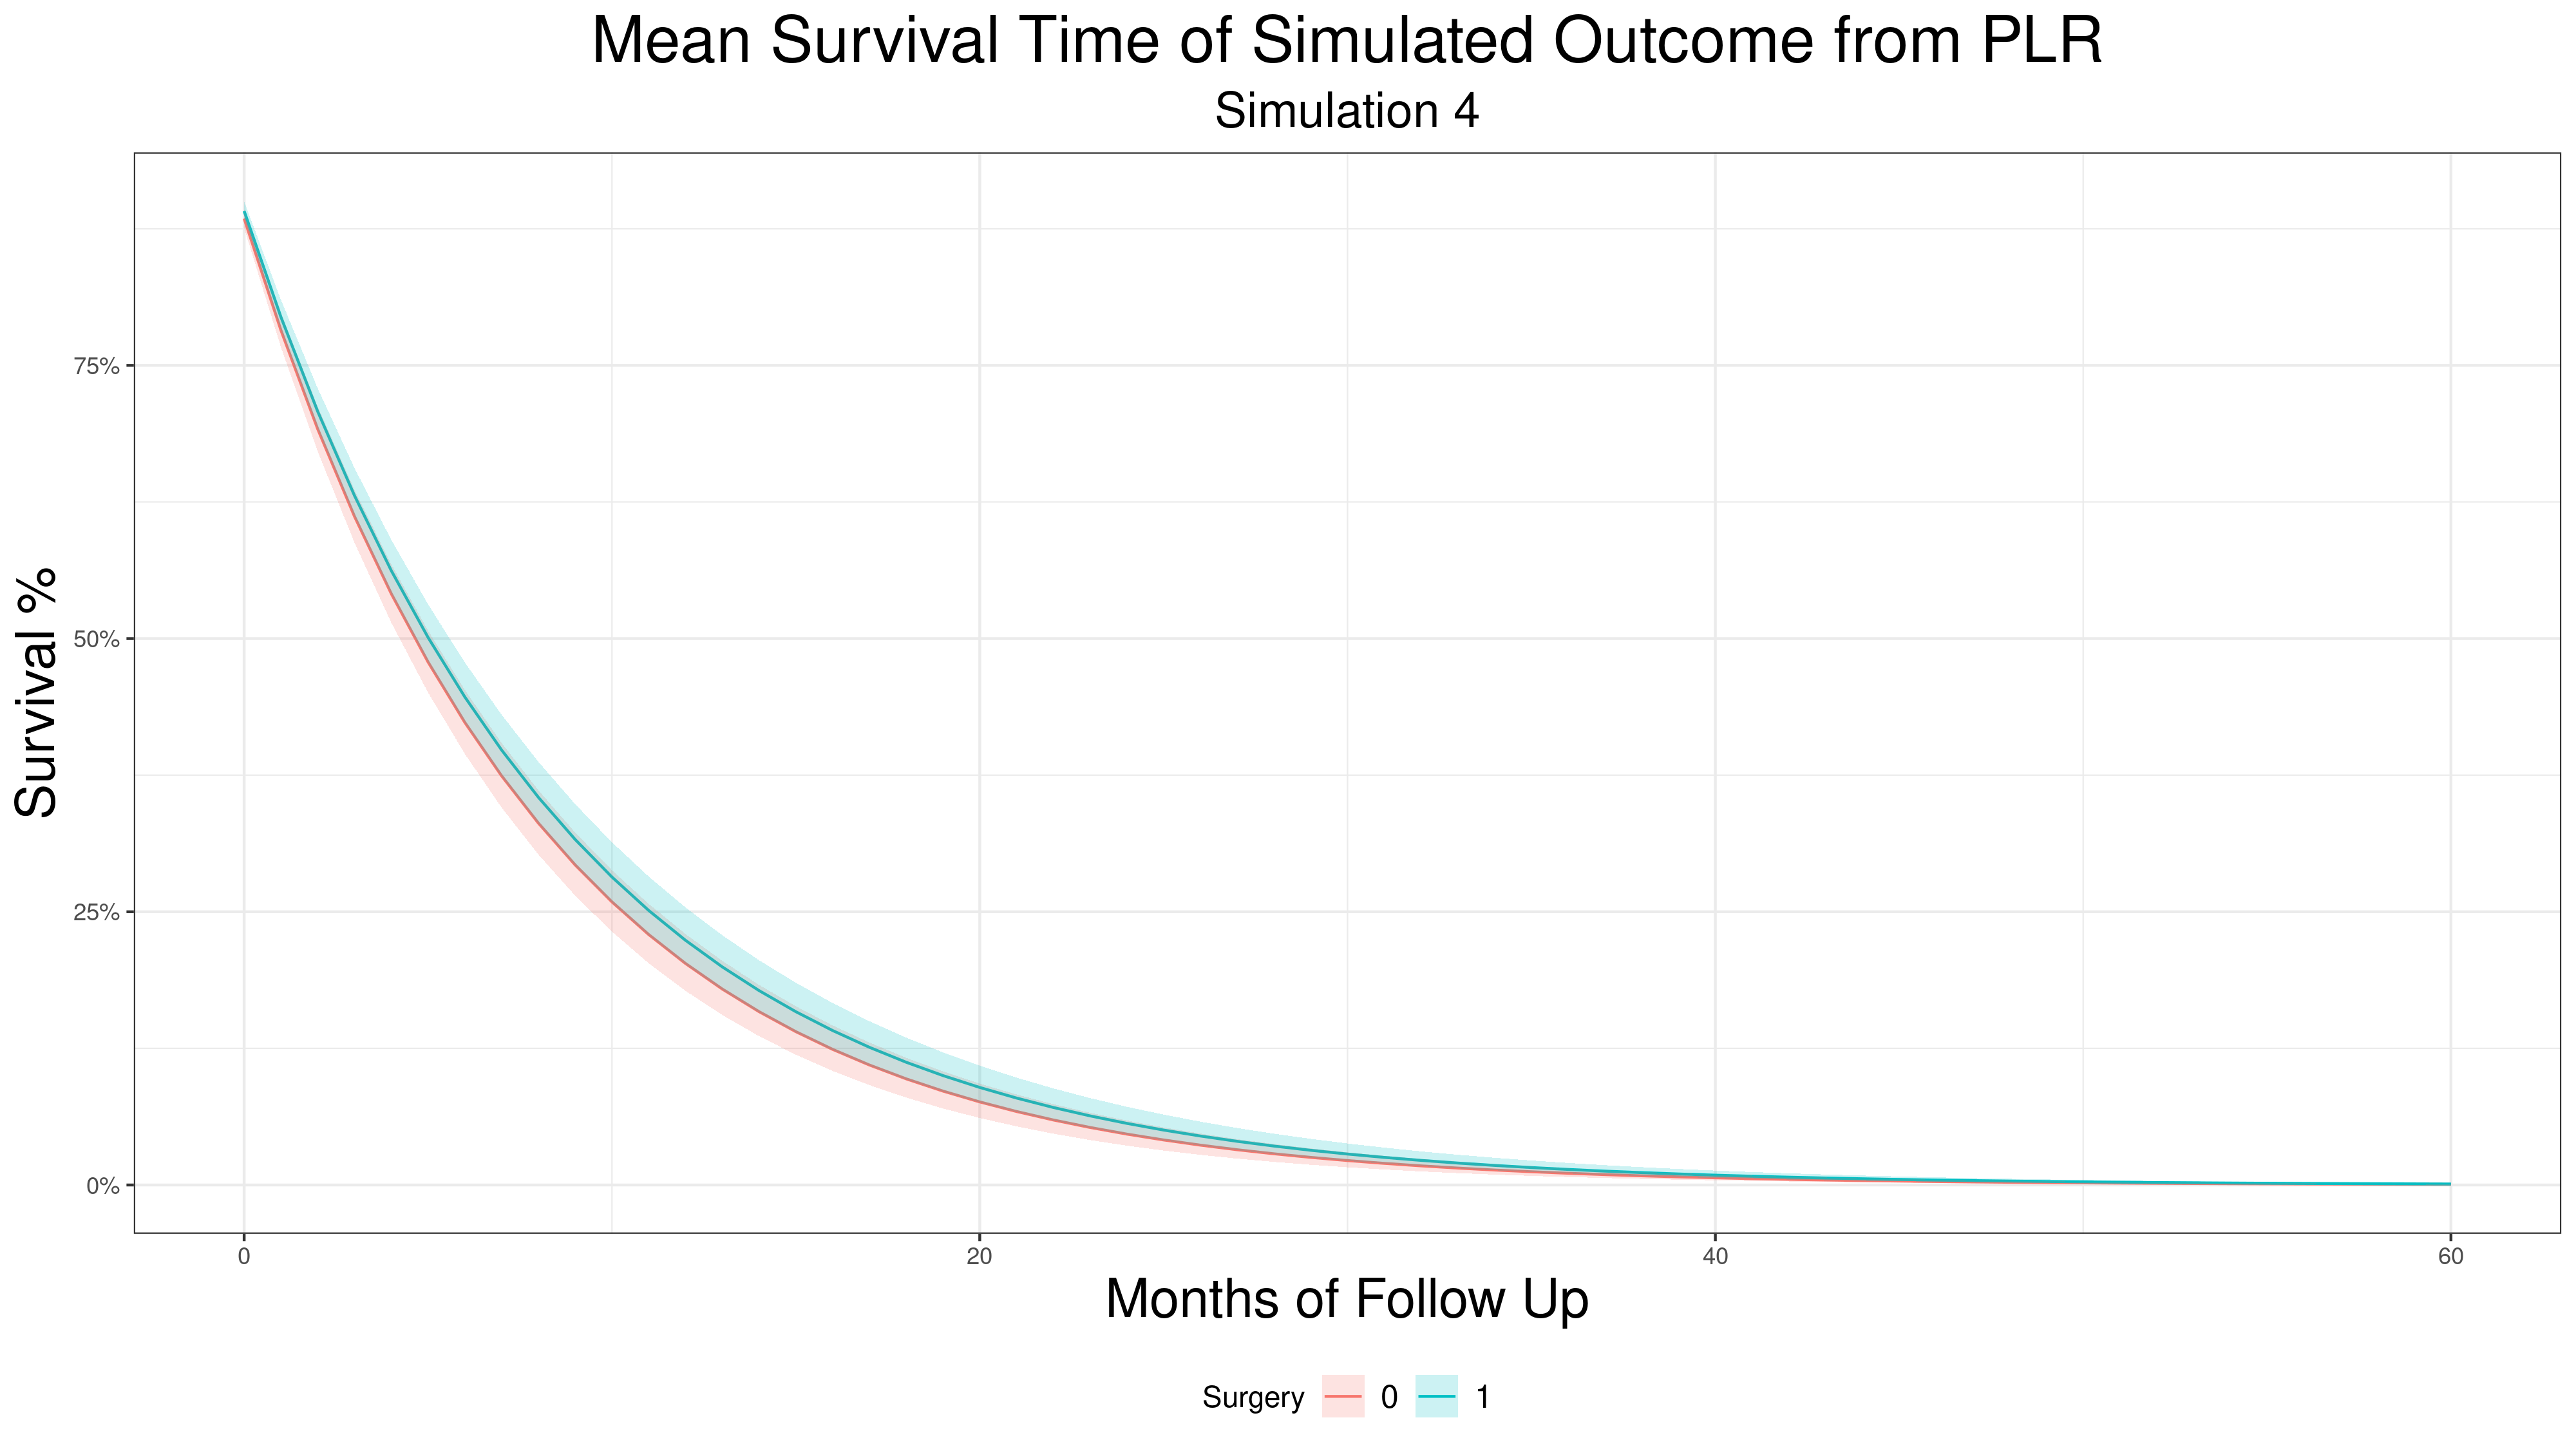 Mean Survival Time of Simulated Outcome from PLR
Simulation 4
Survival %
75%
50%
25%
0%
0 20 40 60
Months of Follow Up
Surgery 0 1